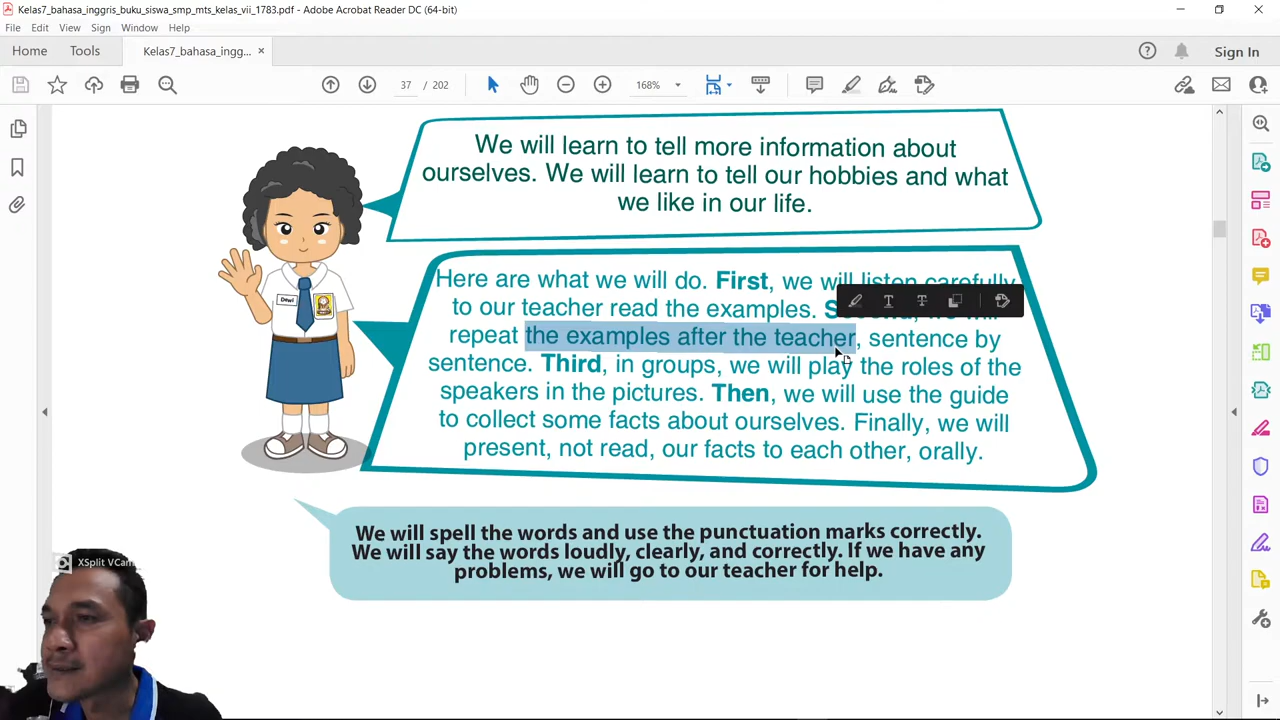 Kelas7_bahasa_inggris_buku_siswa_smp_mts_kelas_vii_1783.pdf - Adobe Acrobat Reader DC (64-bit)
File Edit View Sign Window Help
Home Tools Kelas7_bahasa_ingg... × Sign In
37 / 202 168%
We will learn to tell more information about
ourselves. We will learn to tell our hobbies and what
we like in our life.
Dewi
Here are what we will do. First, we will listen carefully
to our teacher read the examples. Second, we will
repeat the examples after the teacher, sentence by
sentence. Third, in groups, we will play the roles of the
speakers in the pictures. Then, we will use the guide
to collect some facts about ourselves. Finally, we will
present, not read, our facts to each other, orally.
We will spell the words and use the punctuation marks correctly.
We will say the words loudly, clearly, and correctly. If we have any
problems, we will go to our teacher for help.
XSplit VCam